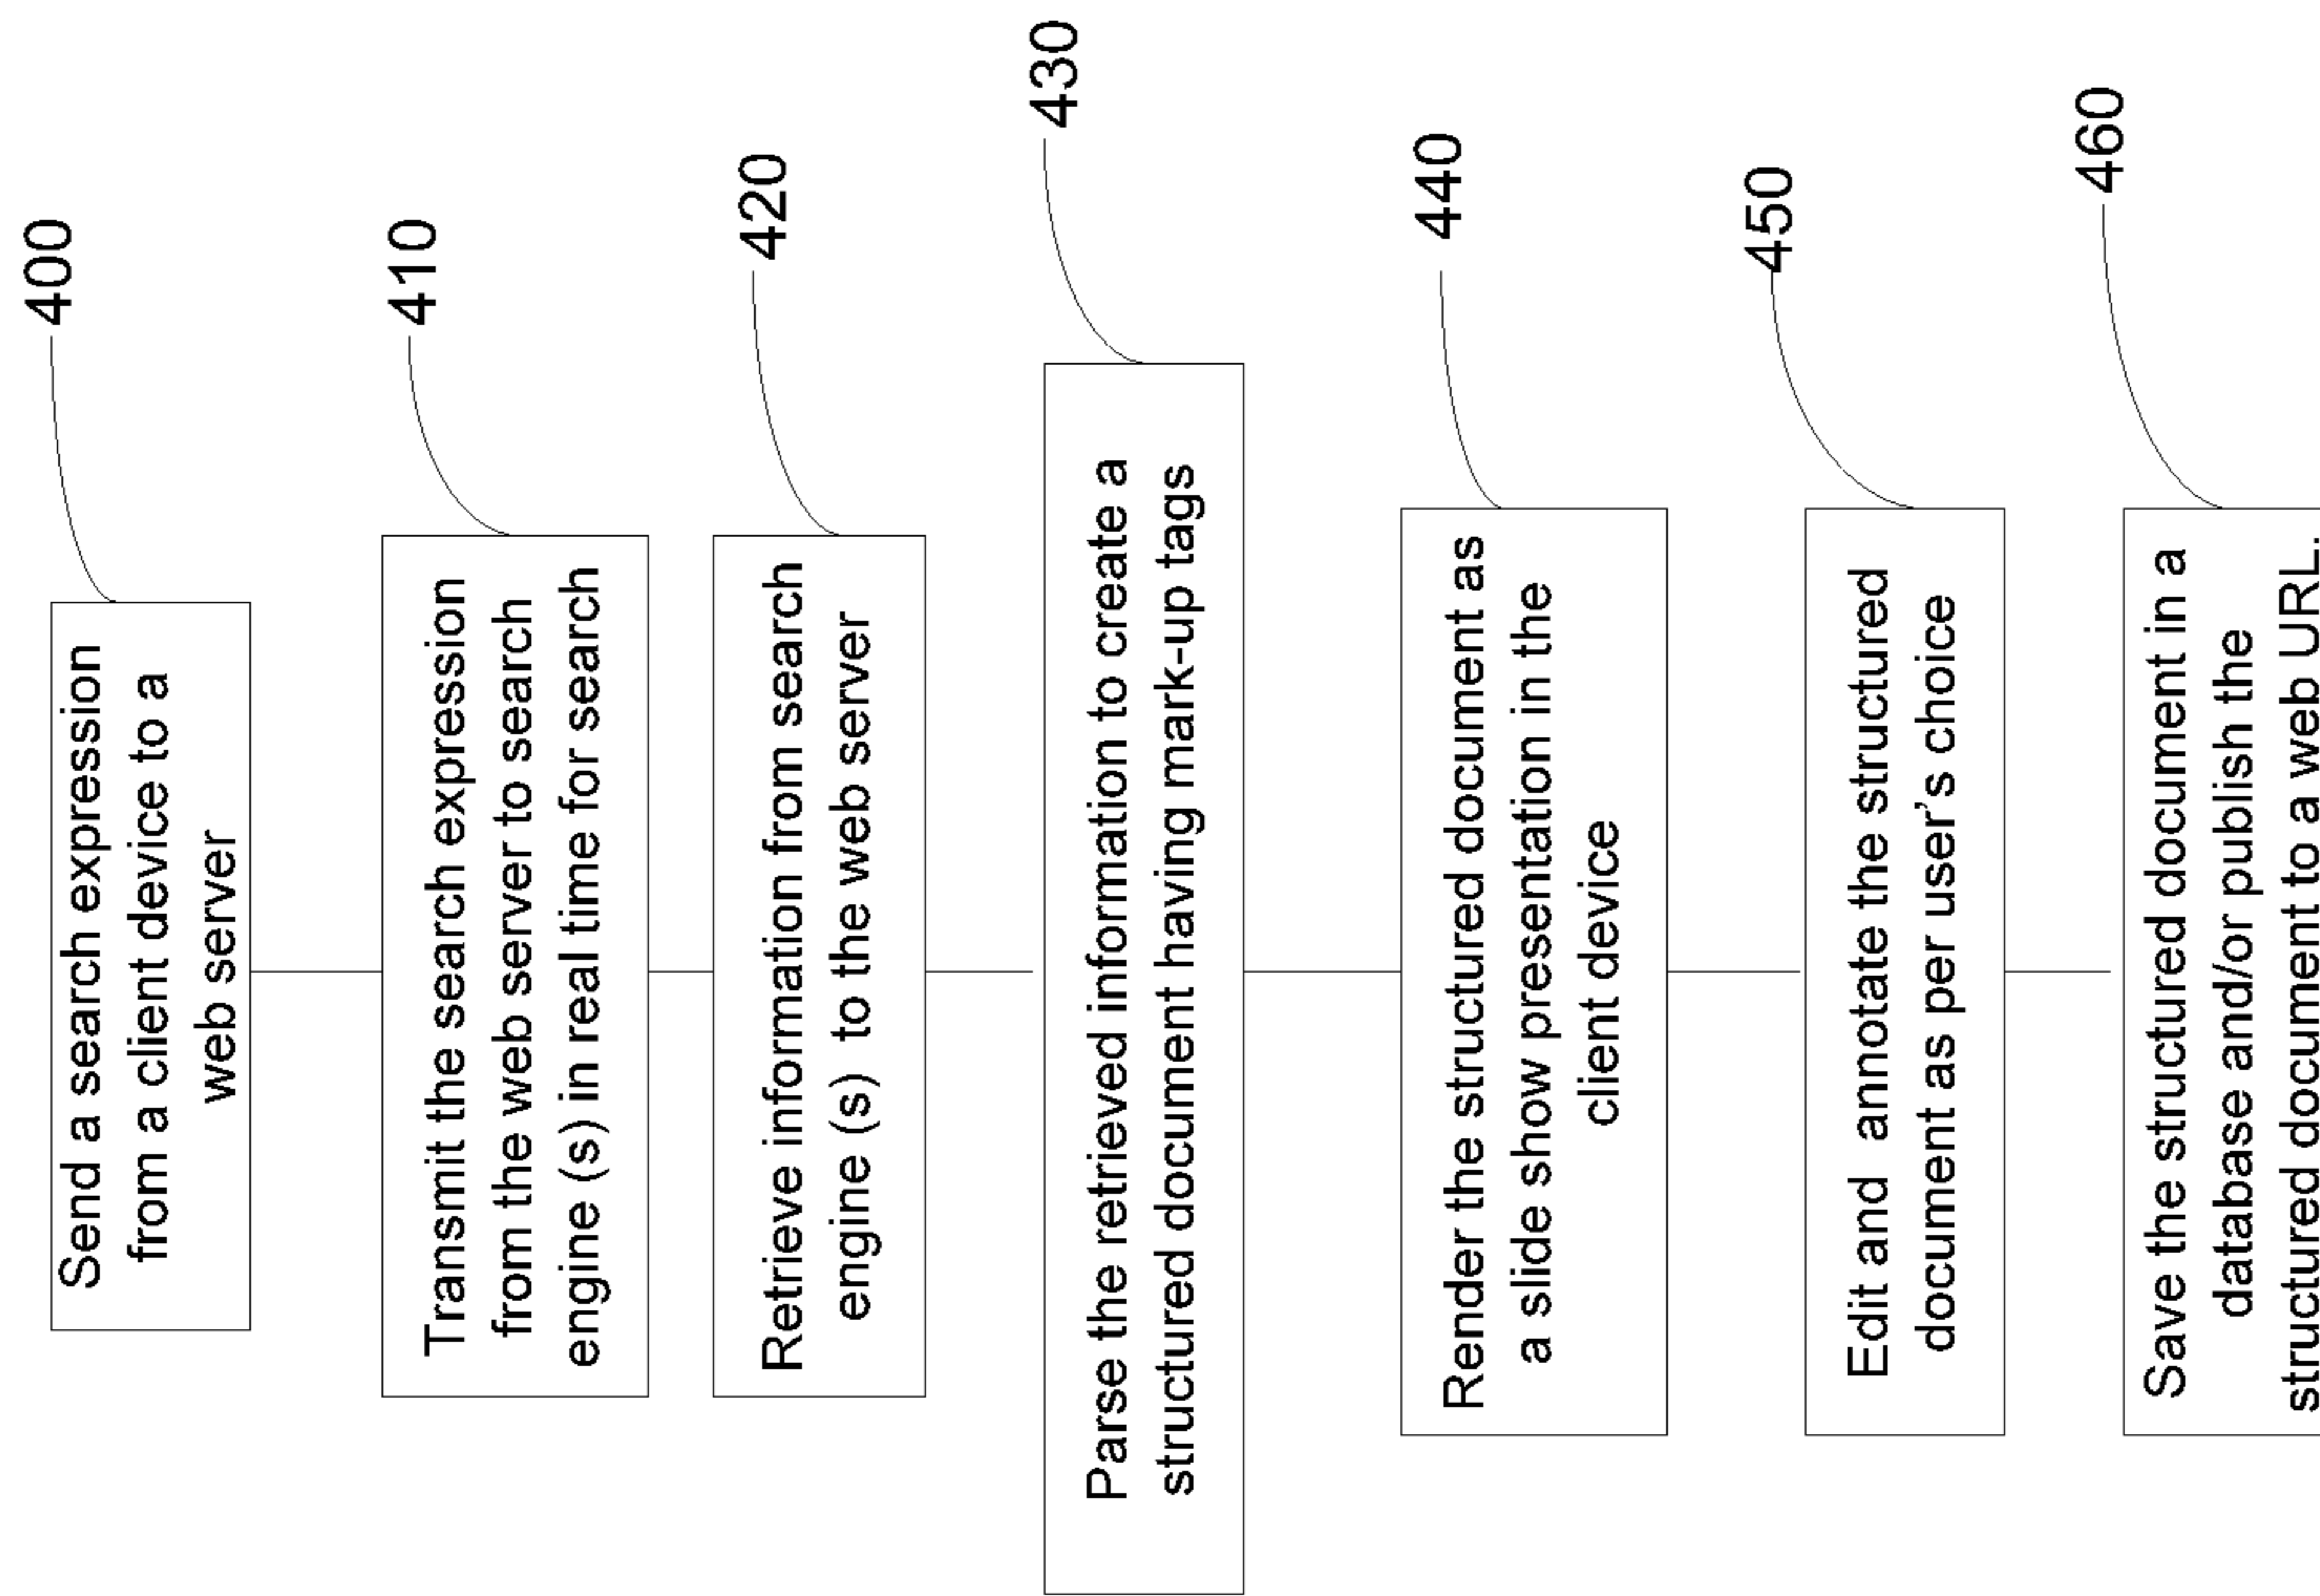 400
Send a search expression
from a client device to a
web server
410
Transmit the search expression
from the web server to search
engine (s) in real time for search
420
Retrieve information from search
engine (s)  to the web server
430
Parse the retrieved information to create a
structured document having mark-up tags
440
Render the structured document as
a slide show presentation in the
client device
450
Edit and  annotate the structured
document as per user’s choice
460
Save the structured document in a
database and/or publish the
structured document to a web URL.